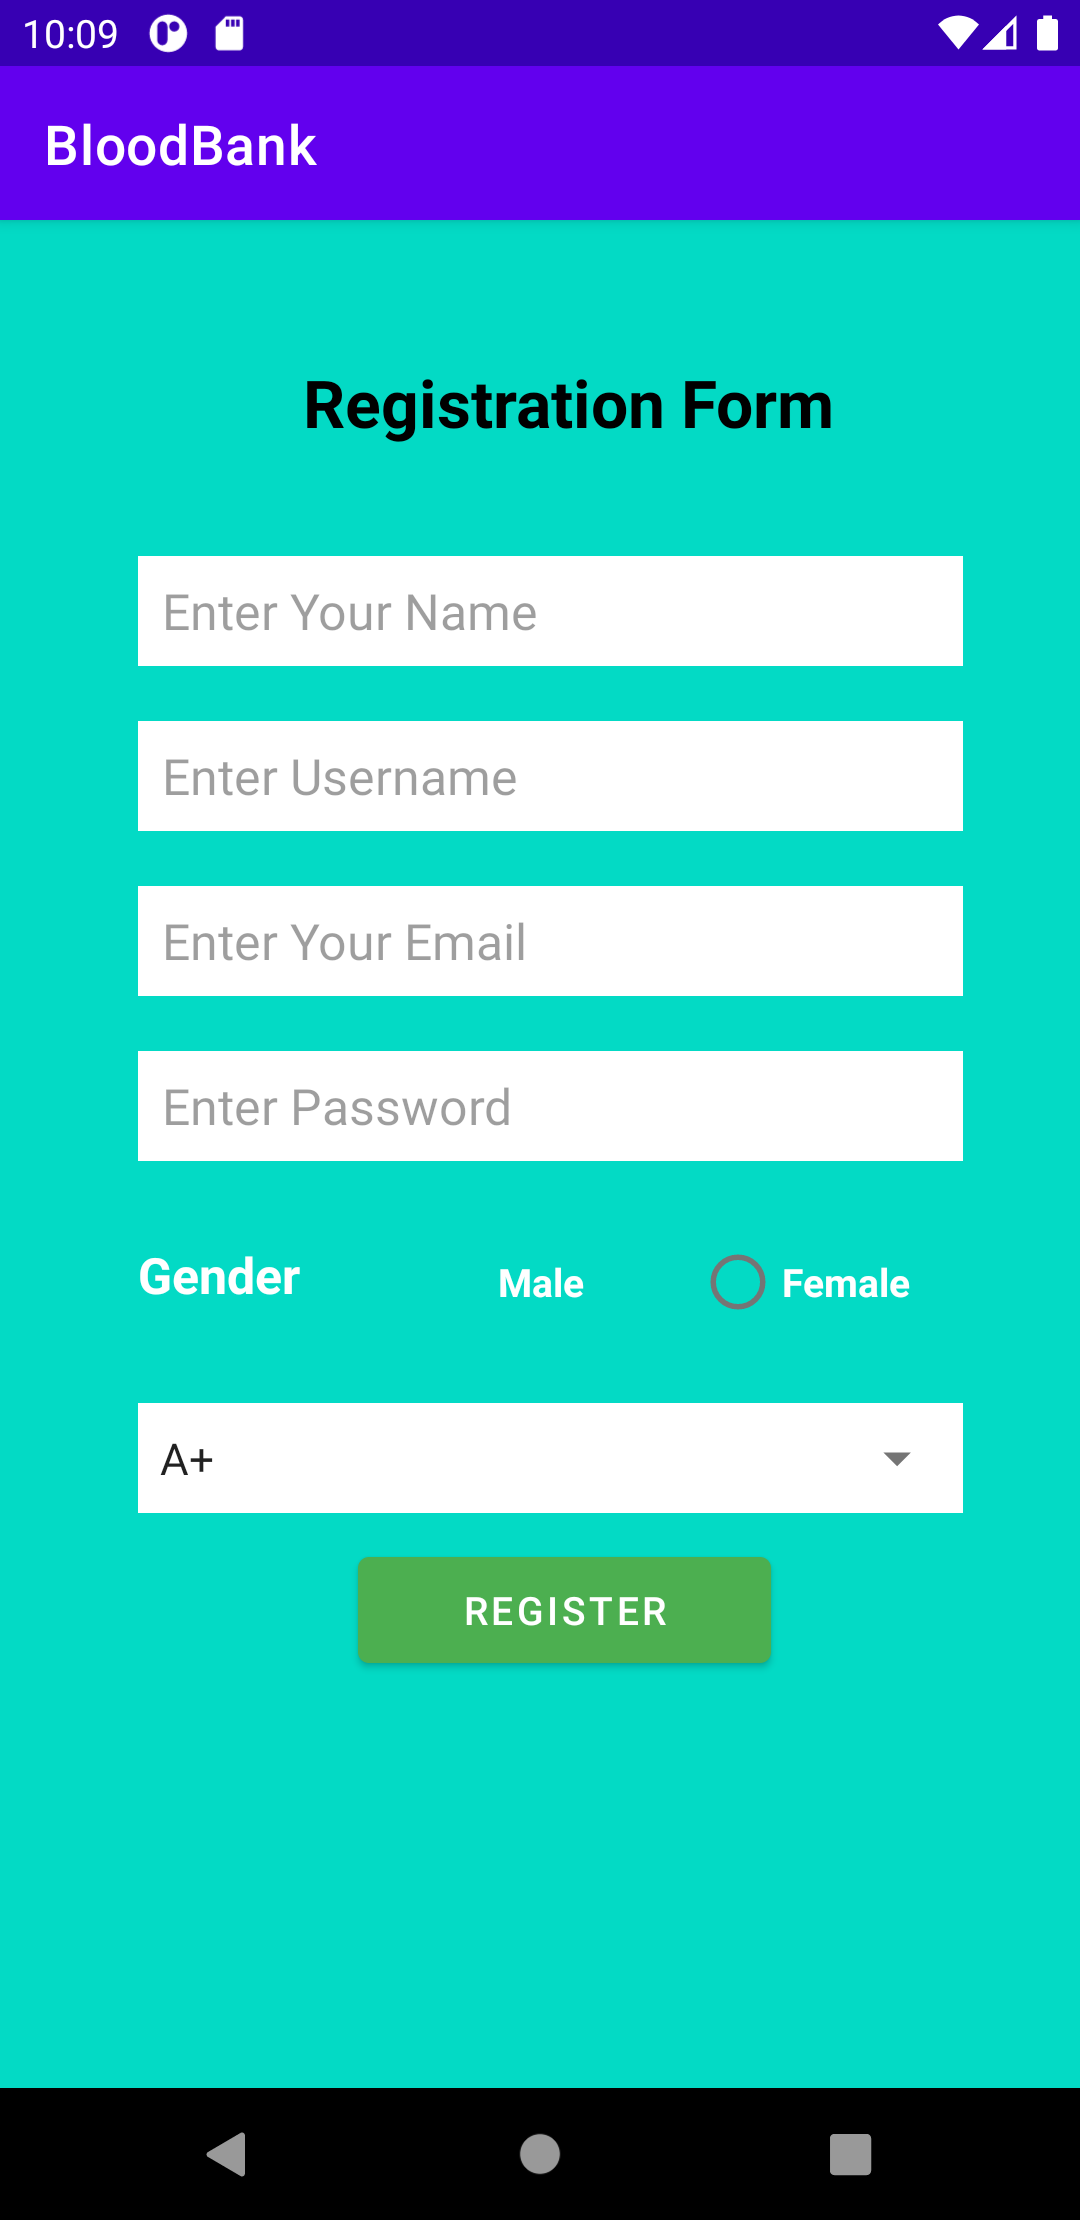 10:09
BloodBank
Registration Form
Enter Your Name
Enter Username
Enter Your Email
Enter Password
Gender Male Female
A+
REGISTER